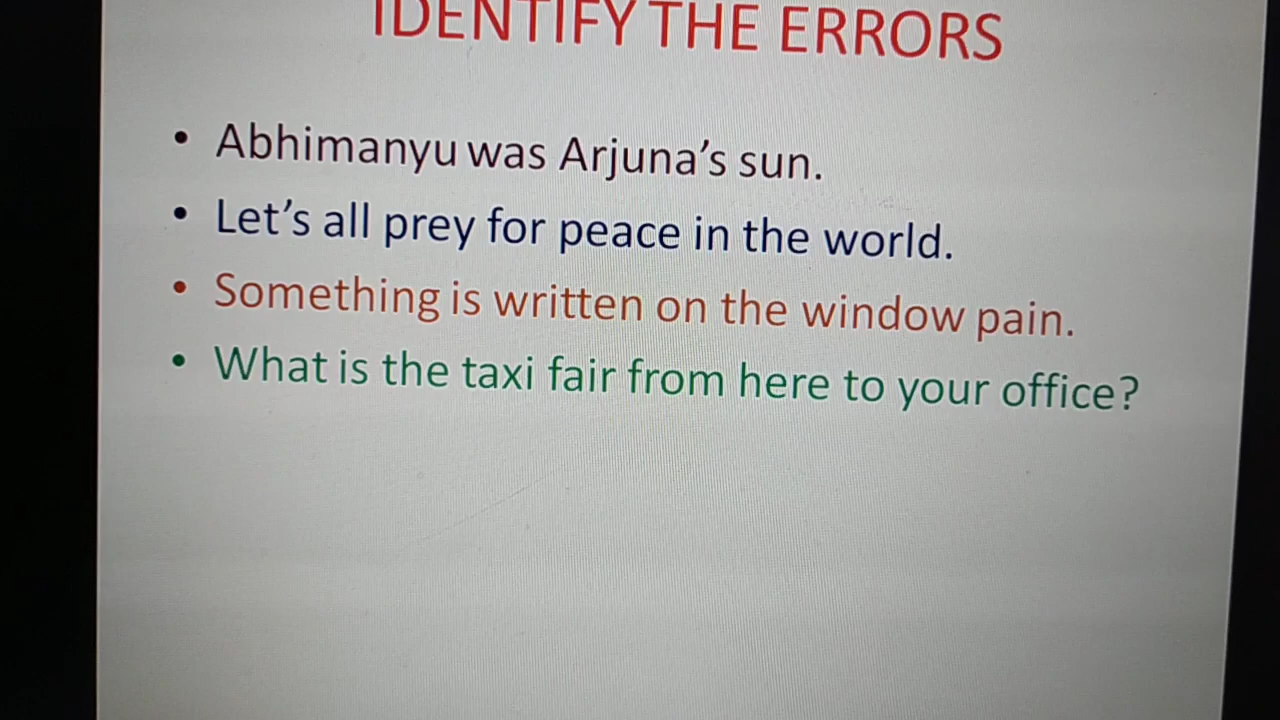 IDENTIFY THE ERRORS
• Abhimanyu was Arjuna's sun.
• Let's all prey for peace in the world.
• Something is written on the window pain.
• What is the taxi fair from here to your office?